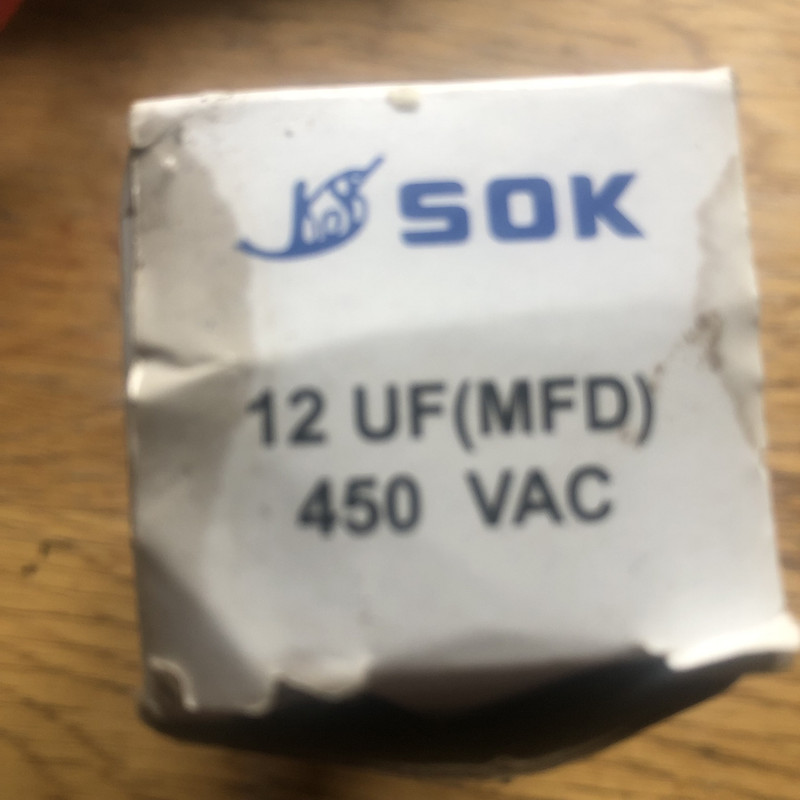 SOK
12 UF(MFD)
450 VAC